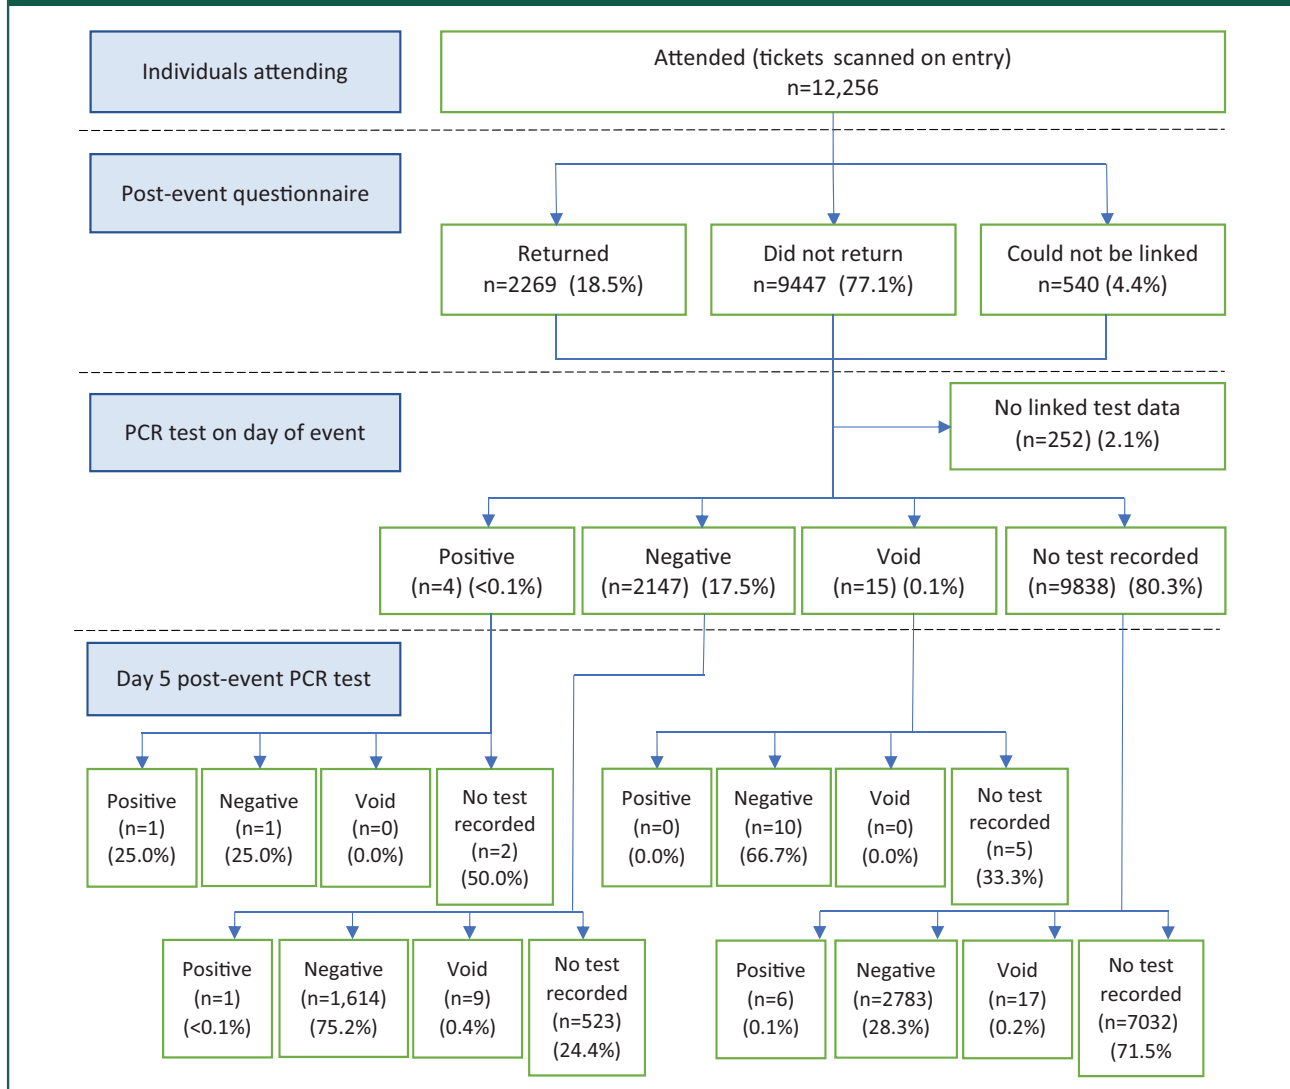 Individuals attending
Attended (tickets scanned on entry)
n=12,256
Post-event questionnaire
Returned
n=2269 (18.5%)
Did not return
n=9447 (77.1%)
Could not be linked
n=540 (4.4%)
PCR test on day of event
No linked test data
(n=252) (2.1%)
Positive
(n=4) (<0.1%)
Negative
(n=2147) (17.5%)
Void
(n=15) (0.1%)
No test recorded
(n=9838) (80.3%)
Day 5 post-event PCR test
Positive
(n=1)
(25.0%)
Negative
(n=1)
(25.0%)
Void
(n=0)
(0.0%)
No test
recorded
(n=2)
(50.0%)
Positive
(n=0)
(0.0%)
Negative
(n=10)
(66.7%)
Void
(n=0)
(0.0%)
No test
recorded
(n=5)
(33.3%)
Positive
(n=1)
(<0.1%)
Negative
(n=1,614)
(75.2%)
Void
(n=9)
(0.4%)
No test
recorded
(n=523)
(24.4%)
Positive
(n=6)
(0.1%)
Negative
(n=2783)
(28.3%)
Void
(n=17)
(0.2%)
No test
recorded
(n=7032)
(71.5%